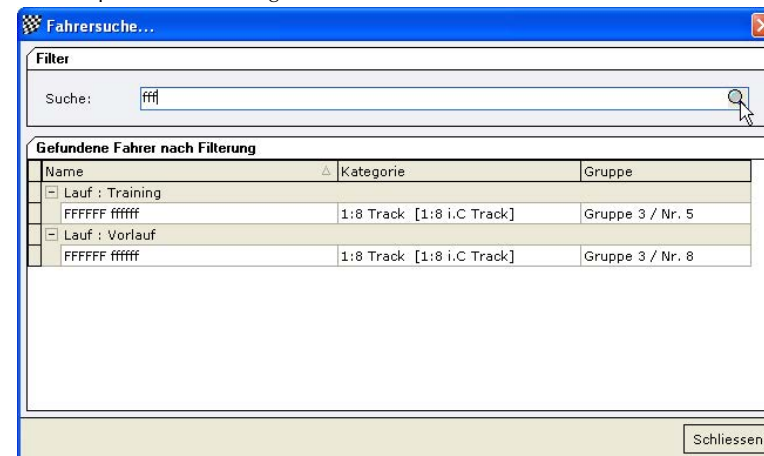 Fahrersuche...
Filter
Suche: fff
Gefundene Fahrer nach Filterung
Name Kategorie Gruppe
Lauf : Training
FFFFFF ffffff 1:8 Track [1:8 i.C Track] Gruppe 3 / Nr. 5
Lauf : Vorlauf
FFFFFF ffffff 1:8 Track [1:8 i.C Track] Gruppe 3 / Nr. 8
Schliessen